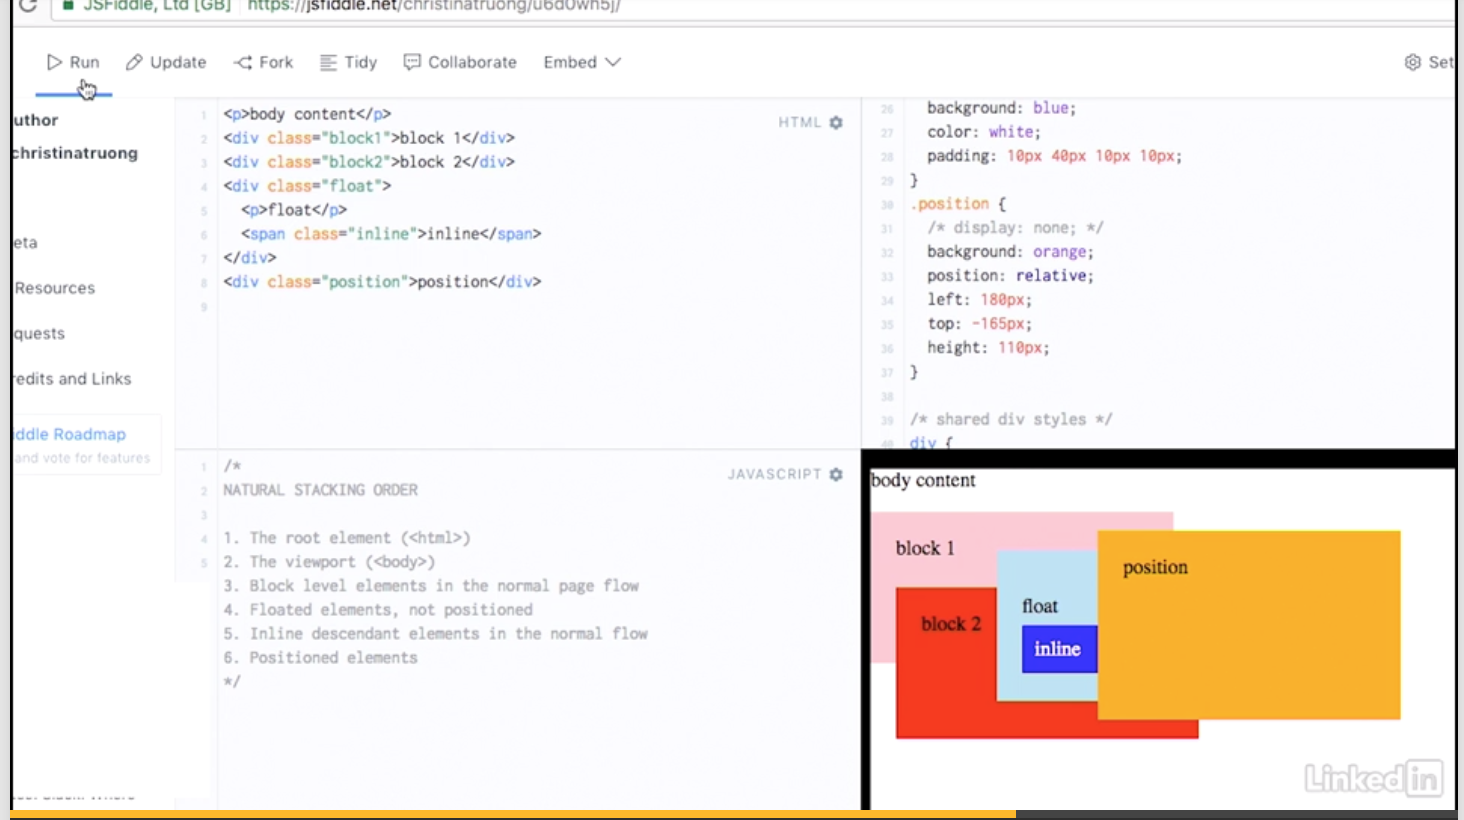 JSFiddle, Ltd [GB] https://jsfiddle.net/christinatruong/u6d0wh5j/
Run Update Fork Tidy Collaborate Embed Set
uthor
christinatruong
eta
Resources
quests
redits and Links
iddle Roadmap
and vote for features
HTML
1 <p>body content</p>
2 <div class="block1">block 1</div>
3 <div class="block2">block 2</div>
4 <div class="float">
5 <p>float</p>
6 <span class="inline">inline</span>
7 </div>
8 <div class="position">position</div>
9
26 background: blue;
27 color: white;
28 padding: 10px 40px 10px 10px;
29 }
30 .position {
31 /* display: none; */
32 background: orange;
33 position: relative;
34 left: 180px;
35 top: -165px;
36 height: 110px;
37 }
38
39 /* shared div styles */
40 div {
JAVASCRIPT
1 /*
2 NATURAL STACKING ORDER
3
4 1. The root element (<html>)
5 2. The viewport (<body>)
3. Block level elements in the normal page flow
4. Floated elements, not positioned
5. Inline descendant elements in the normal flow
6. Positioned elements
*/
body content
block 1
position
float
block 2
inline
LinkedIn